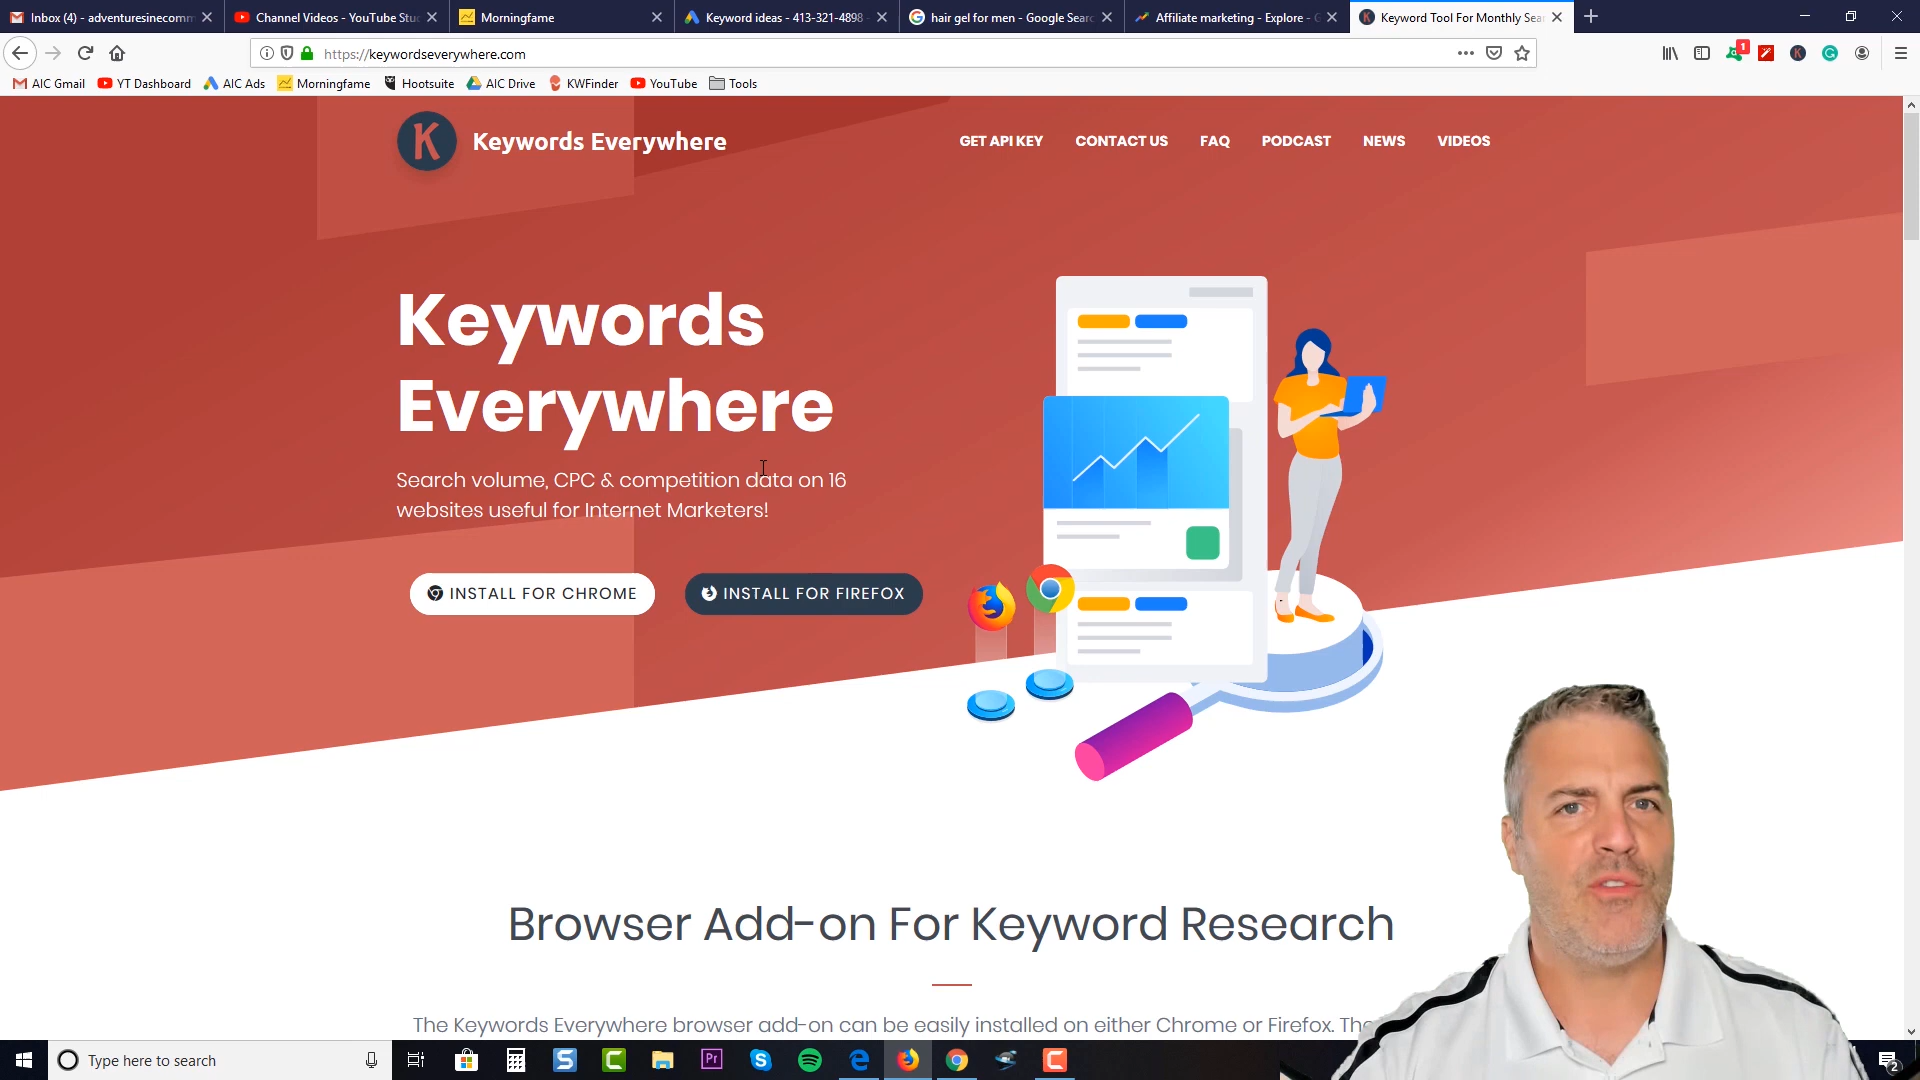 Inbox (4) - adventuresinecomm
Channel Videos - YouTube Stu
Morningfame
Keyword ideas - 413-321-4898 -
hair gel for men - Google Searc
Affiliate marketing - Explore - G
Keyword Tool For Monthly Sea
https://keywordseverywhere.com
1
K
AIC Gmail
YT Dashboard
AIC Ads
Morningfame
Hootsuite
AIC Drive
KWFinder
YouTube
Tools
K
Keywords Everywhere
GET API KEY
CONTACT US
FAQ
PODCAST
NEWS
VIDEOS
Keywords
Everywhere
Search volume, CPC & competition data on 16
websites useful for Internet Marketers!
INSTALL FOR CHROME
INSTALL FOR FIREFOX
Browser Add-on For Keyword Research
The Keywords Everywhere browser add-on can be easily installed on either Chrome or Firefox. The
Type here to search
S
C
Pr
C
2